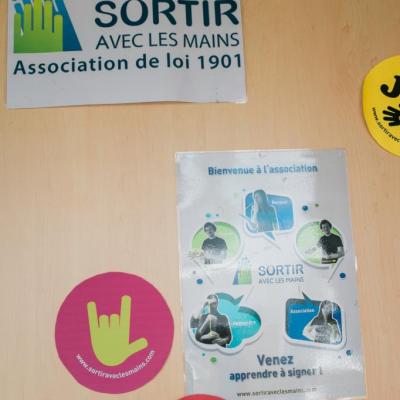 SORTIR
AVEC LES MAINS
Association de loi 1901
Bienvenue à l'association
SORTIR
AVEC LES MAINS
Association
Venez
apprendre à signer !
www.sortiraveclesmains.com
www.sortiraveclesmains.com